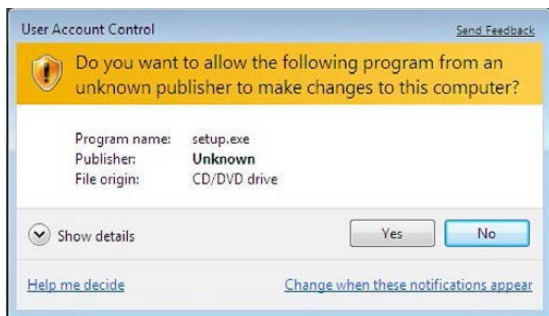 User Account Control
Send Feedback
Do you want to allow the following program from an
unknown publisher to make changes to this computer?
Program name: setup.exe
Publisher: Unknown
File origin: CD/DVD drive
Show details
Yes
No
Help me decide
Change when these notifications appear